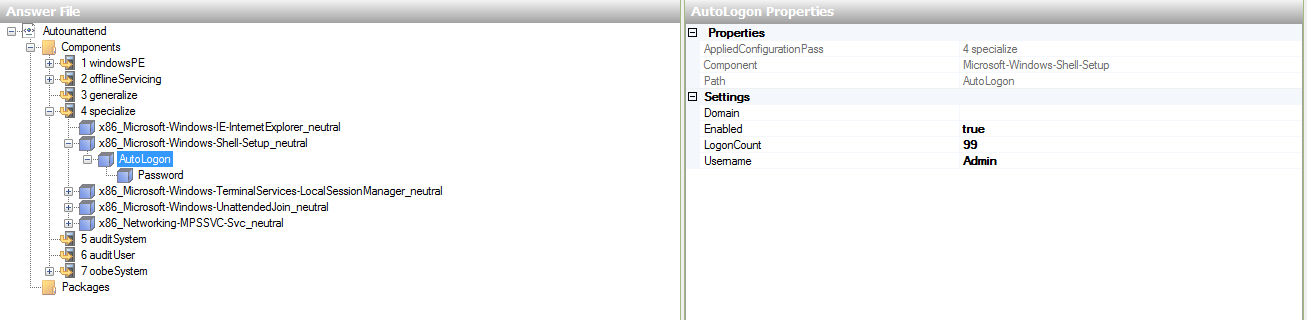 Answer File
Autounattend
Components
1 windowsPE
2 offlineServicing
3 generalize
4 specialize
x86_Microsoft-Windows-IE-InternetExplorer_neutral
x86_Microsoft-Windows-Shell-Setup_neutral
AutoLogon
Password
x86_Microsoft-Windows-TerminalServices-LocalSessionManager_neutral
x86_Microsoft-Windows-UnattendedJoin_neutral
x86_Networking-MPSSVC-Svc_neutral
5 auditSystem
6 auditUser
7 oobeSystem
Packages
AutoLogon Properties
Properties
AppliedConfigurationPass 4 specialize
Component Microsoft-Windows-Shell-Setup
Path AutoLogon
Settings
Domain
Enabled true
LogonCount 99
Username Admin